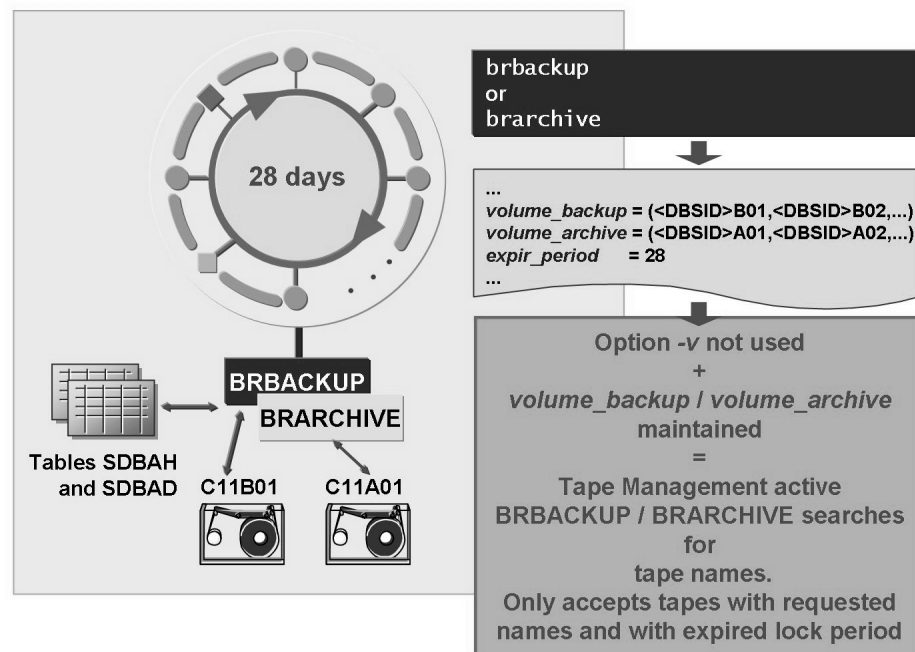 28 days
BRBACKUP
BRARCHIVE
Tables SDBAH
and SDBAD
C11B01
C11A01
brbackup
or
brarchive
...
volume_backup = (<DBSID>B01,<DBSID>B02,...)
volume_archive = (<DBSID>A01,<DBSID>A02,...)
expir_period = 28
...
Option -v not used
+
volume_backup / volume_archive
maintained
=
Tape Management active
BRBACKUP / BRARCHIVE searches
for
tape names.
Only accepts tapes with requested
names and with expired lock period